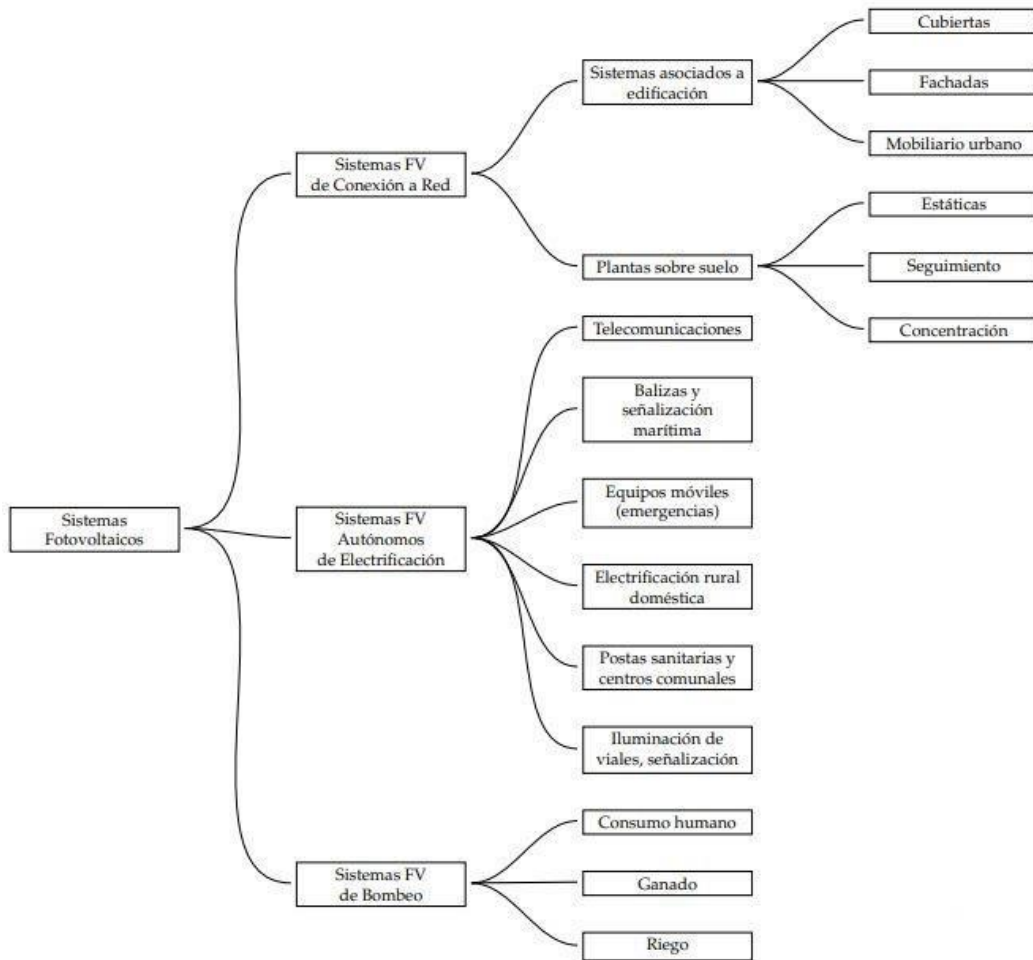 Sistemas
Fotovoltaicos
Sistemas FV
de Conexión a Red
Sistemas asociados a
edificación
Cubiertas
Fachadas
Mobiliario urbano
Plantas sobre suelo
Estáticas
Seguimiento
Concentración
Sistemas FV
Autónomos
de Electrificación
Telecomunicaciones
Balizas y
señalización
marítima
Equipos móviles
(emergencias)
Electrificación rural
doméstica
Postas sanitarias y
centros comunales
Iluminación de
viales, señalización
Sistemas FV
de Bombeo
Consumo humano
Ganado
Riego